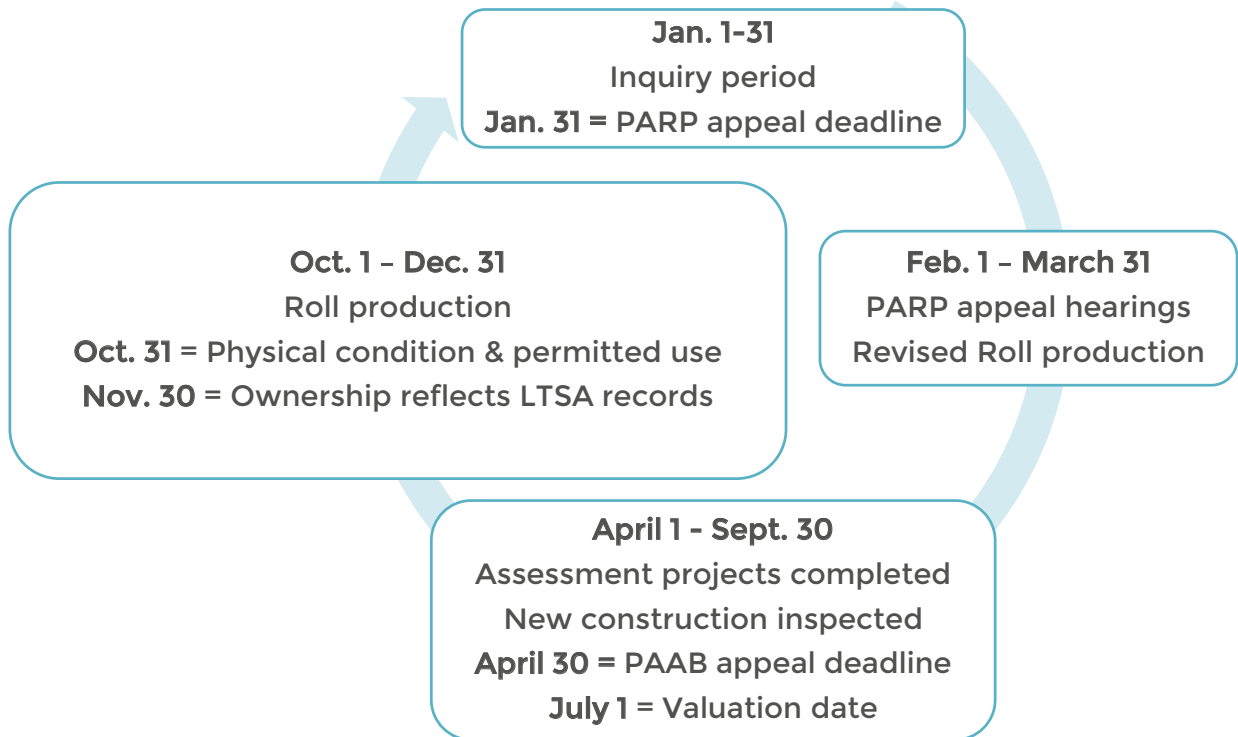 Jan. 1-31
Inquiry period
Jan. 31 = PARP appeal deadline
Feb. 1 – March 31
PARP appeal hearings
Revised Roll production
April 1 - Sept. 30
Assessment projects completed
New construction inspected
April 30 = PAAB appeal deadline
July 1 = Valuation date
Oct. 1 – Dec. 31
Roll production
Oct. 31 = Physical condition & permitted use
Nov. 30 = Ownership reflects LTSA records